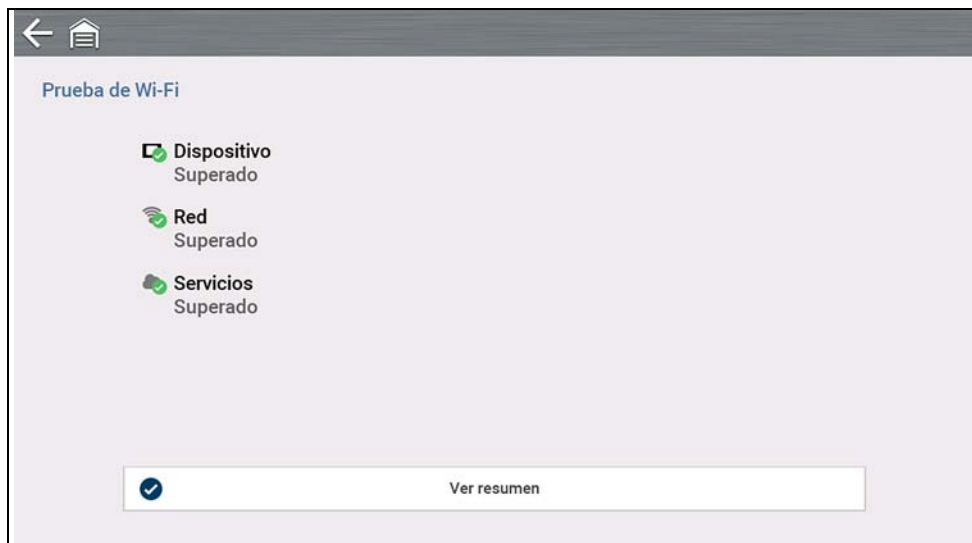 Prueba de Wi-Fi
Dispositivo
Superado
Red
Superado
Servicios
Superado
Ver resumen